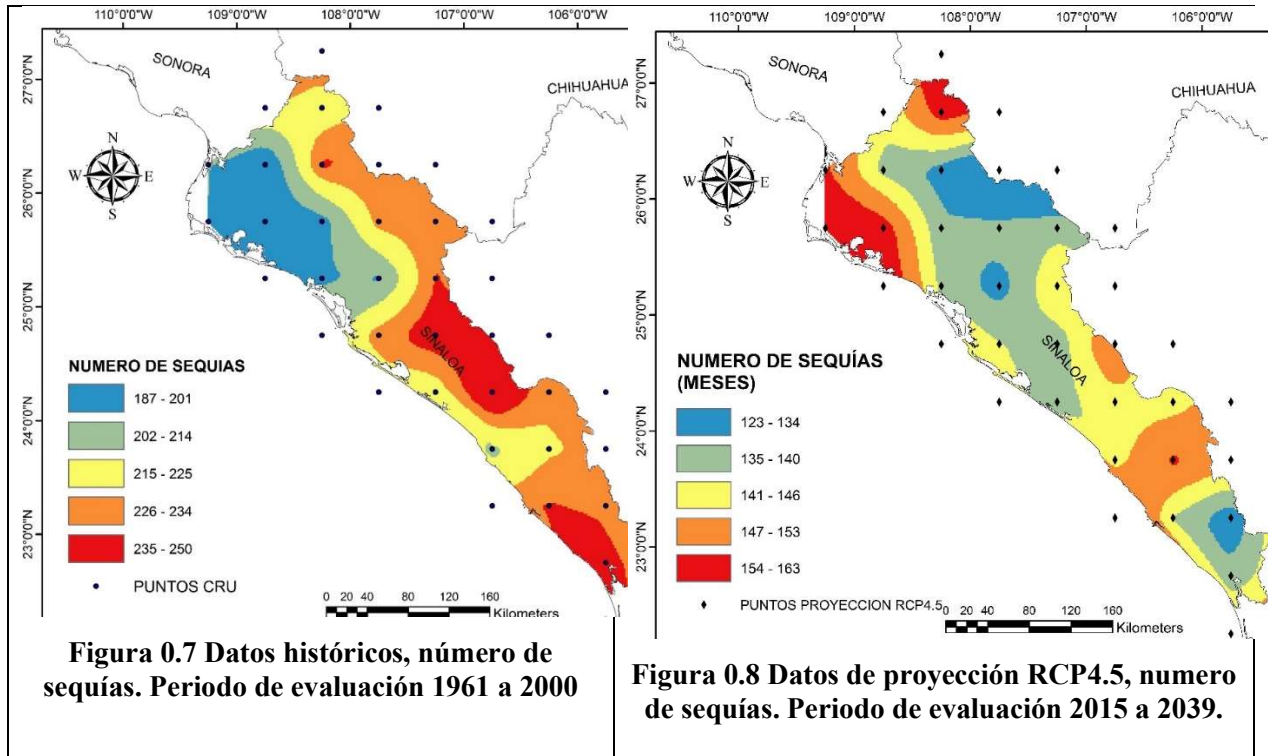 110°0'0"W 109°0'0"W 108°0'0"W 107°0'0"W 106°0'0"W
27°0'0"N
26°0'0"N
25°0'0"N
24°0'0"N
23°0'0"N
SONORA
CHIHUAHUA
N
W E
S
SINALOA
NUMERO DE SEQUIAS
187 - 201
202 - 214
215 - 225
226 - 234
235 - 250
PUNTOS CRU
0 20 40 80 120 160
Kilometers
Figura 0.7 Datos históricos, número de
sequías. Periodo de evaluación 1961 a 2000
110°0'0"W 109°0'0"W 108°0'0"W 107°0'0"W 106°0'0"W
27°0'0"N
26°0'0"N
25°0'0"N
24°0'0"N
23°0'0"N
SONORA
CHIHUAHUA
N
W E
S
SINALOA
NUMERO DE SEQUÍAS
(MESES)
123 - 134
135 - 140
141 - 146
147 - 153
154 - 163
PUNTOS PROYECCION RCP4.5
0 20 40 80 120 160
Kilometers
Figura 0.8 Datos de proyección RCP4.5, numero
de sequías. Periodo de evaluación 2015 a 2039.